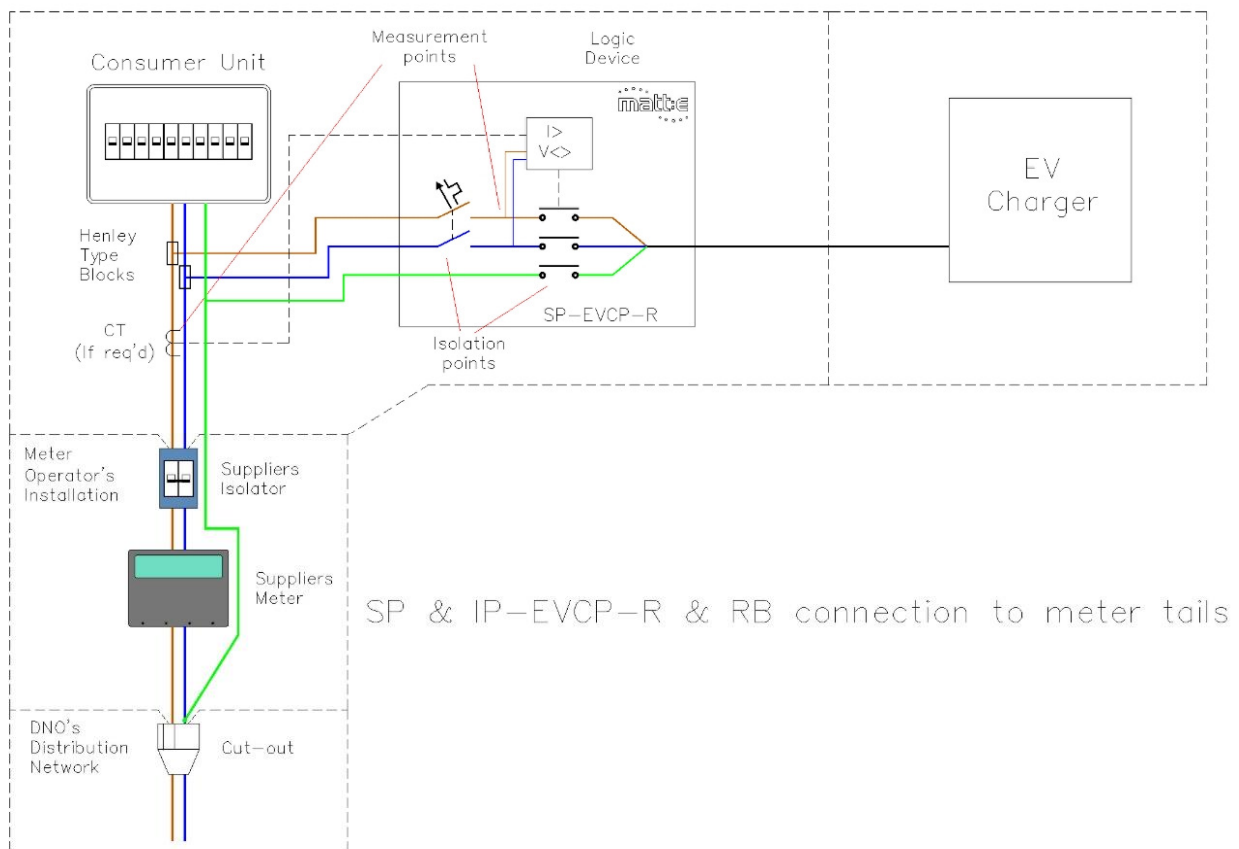 Consumer Unit
Measurement
points
Logic
Device
matt:e
I>
V<>
EV
Charger
Henley
Type
Blocks
SP-EVCP-R
CT
(If req'd)
Isolation
points
Meter
Operator's
Installation
Suppliers
Isolator
Suppliers
Meter
SP & IP-EVCP-R & RB connection to meter tails
DNO's
Distribution
Network
Cut-out